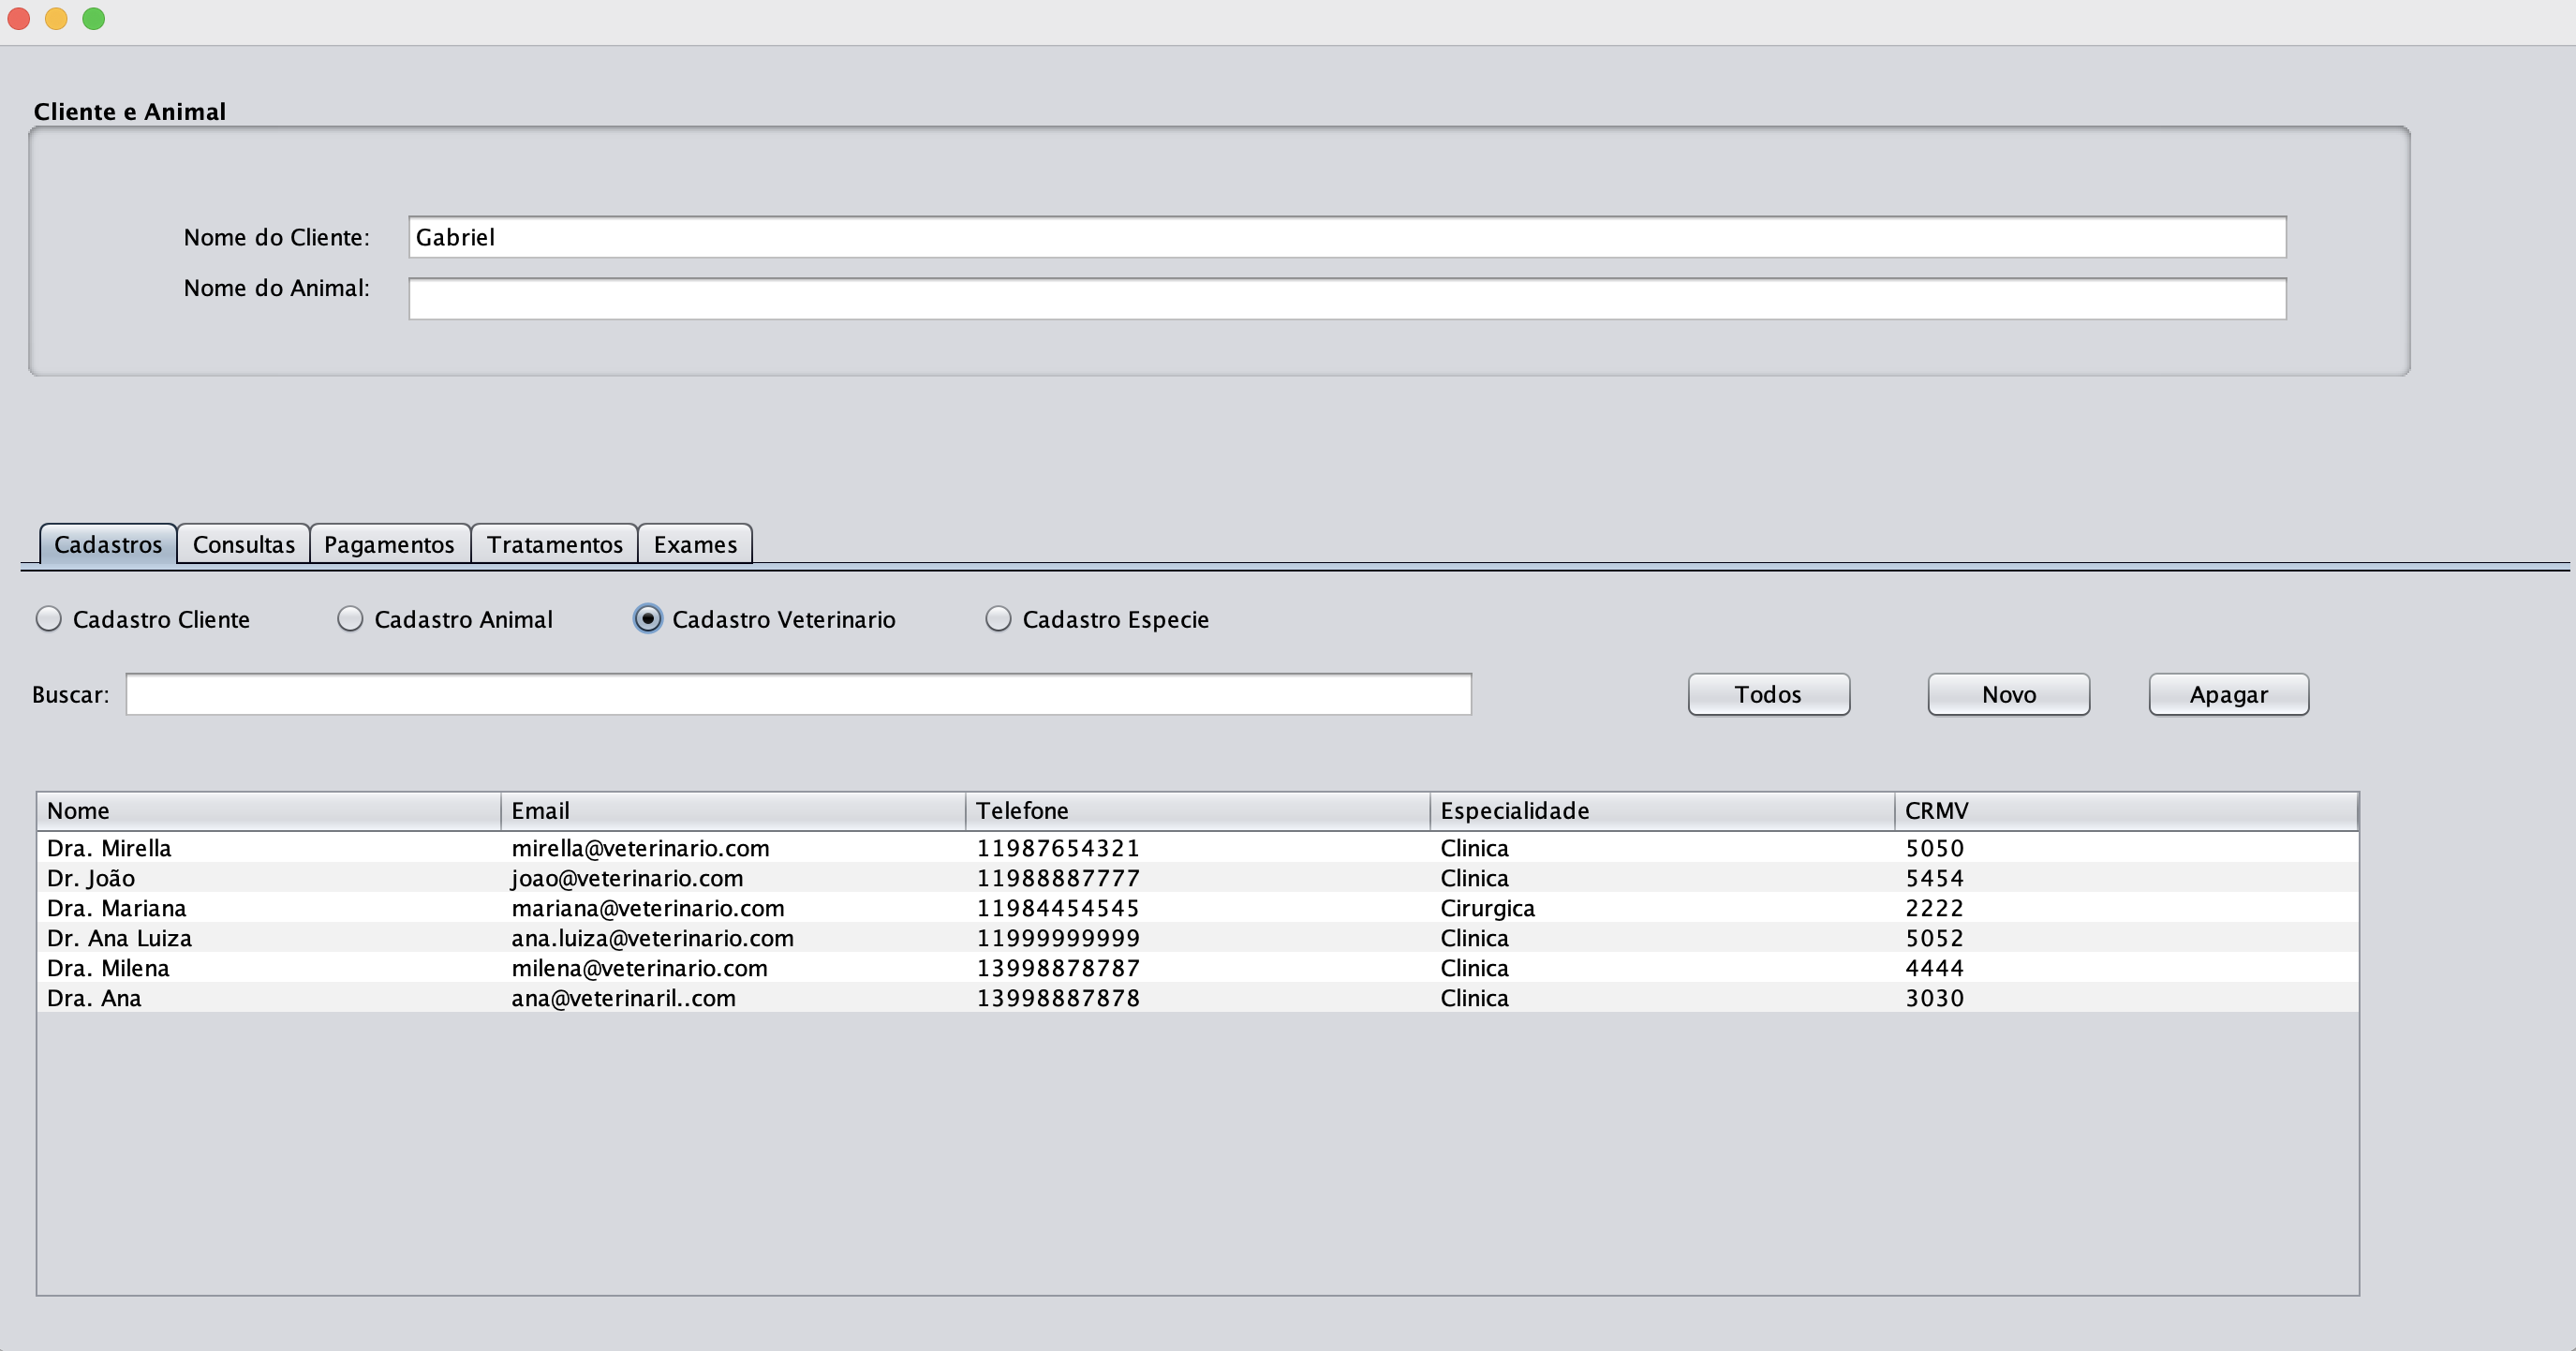 Cliente e Animal
Nome do Cliente: Gabriel
Nome do Animal:
Cadastros Consultas Pagamentos Tratamentos Exames
Cadastro Cliente Cadastro Animal Cadastro Veterinario Cadastro Especie
Buscar: Todos Novo Apagar
Nome Email Telefone Especialidade CRMV
Dra. Mirella mirella@veterinario.com 11987654321 Clinica 5050
Dr. João joao@veterinario.com 11988887777 Clinica 5454
Dra. Mariana mariana@veterinario.com 11984454545 Cirurgica 2222
Dr. Ana Luiza ana.luiza@veterinario.com 11999999999 Clinica 5052
Dra. Milena milena@veterinario.com 13998878787 Clinica 4444
Dra. Ana ana@veterinaril..com 13998887878 Clinica 3030